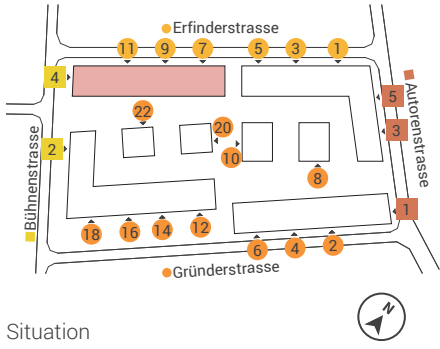 Erfinderstrasse
11 9 7 5 3 1
4
5
Autorenstrasse
22
20
3
2
10
8
Bühnenstrasse
1
18 16 14 12
6 4 2
Gründerstrasse
N
Situation